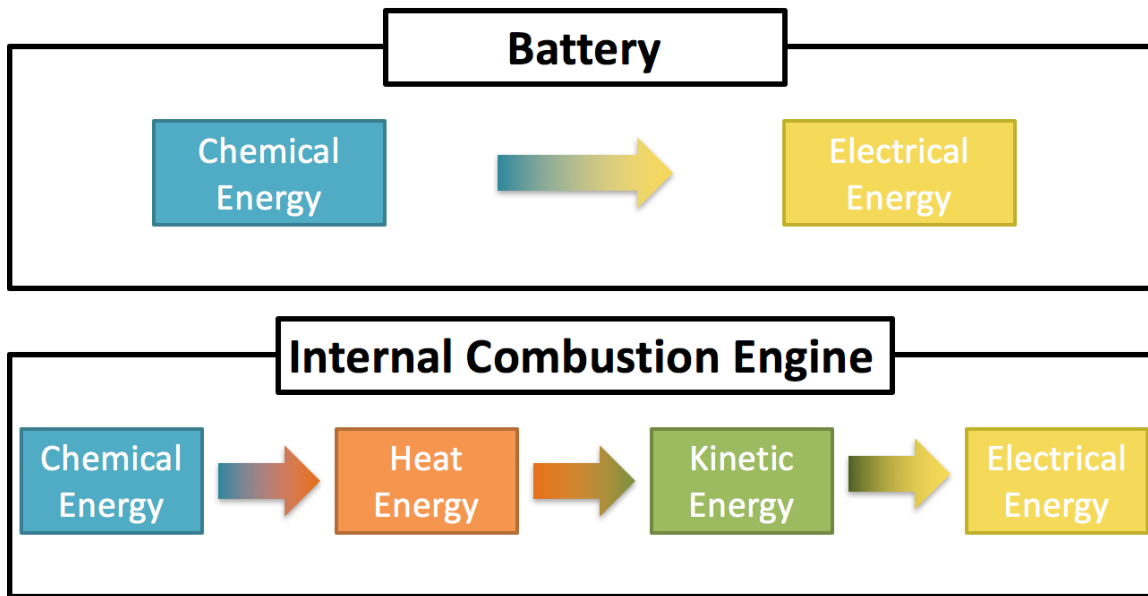 Battery
Chemical
Energy
Electrical
Energy
Internal Combustion Engine
Chemical
Energy
Heat
Energy
Kinetic
Energy
Electrical
Energy